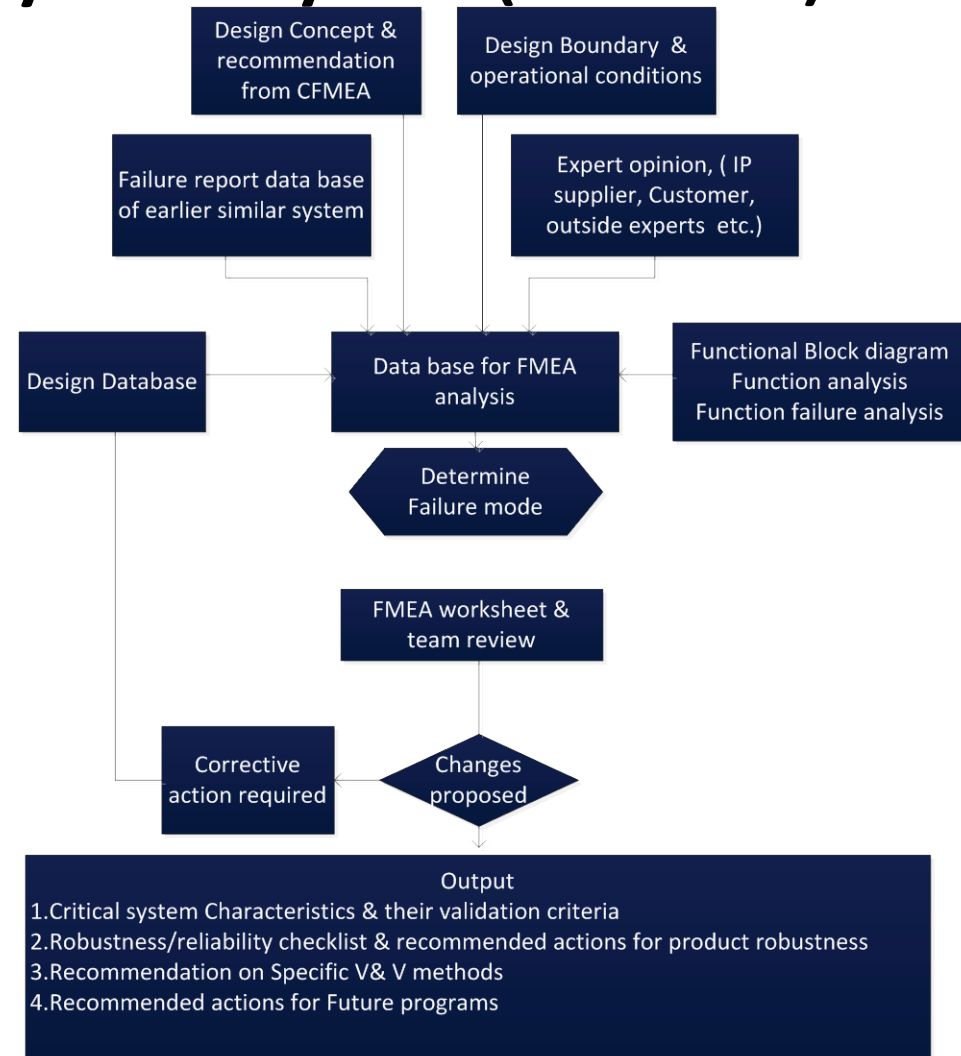 Design Concept &
recommendation
from CFMEA
Design Boundary &
operational conditions
Failure report data base
of earlier similar system
Expert opinion, ( IP
supplier, Customer,
outside experts etc.)
Design Database
Data base for FMEA
analysis
Functional Block diagram
Function analysis
Function failure analysis
Determine
Failure mode
FMEA worksheet &
team review
Corrective
action required
Changes
proposed
Output
1.Critical system Characteristics & their validation criteria
2.Robustness/reliability checklist & recommended actions for product robustness
3.Recommendation on Specific V& V methods
4.Recommended actions for Future programs